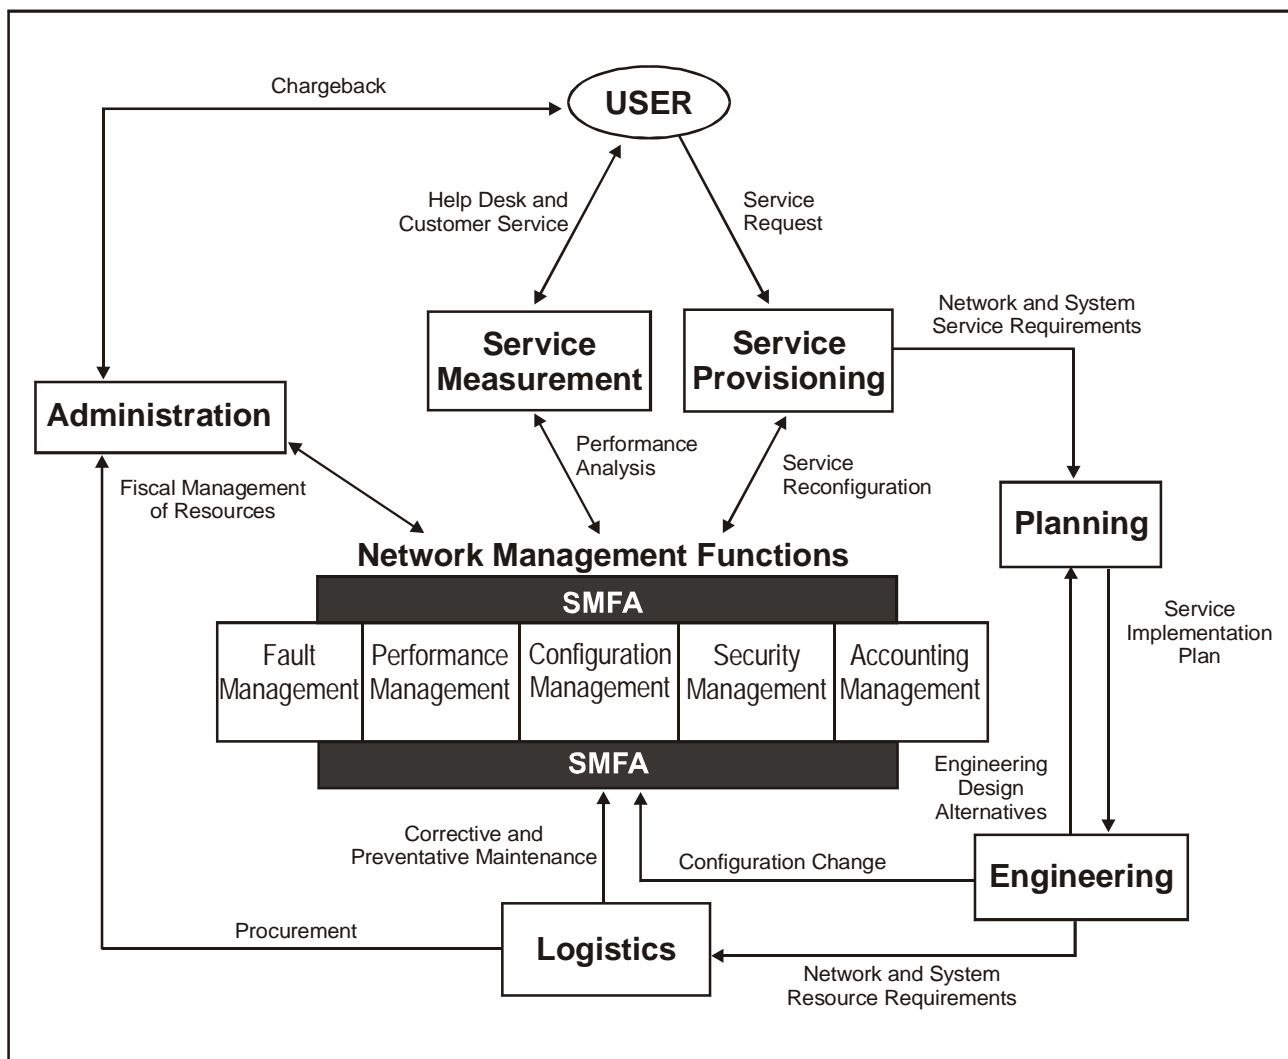 Chargeback
USER
Help Desk and
Customer Service
Service
Request
Network and System
Service Requirements
Service
Measurement
Service
Provisioning
Administration
Performance
Analysis
Service
Reconfiguration
Fiscal Management
of Resources
Planning
Network Management Functions
SMFA
Fault
Management
Performance
Management
Configuration
Management
Security
Management
Accounting
Management
SMFA
Service
Implementation
Plan
Engineering
Design
Alternatives
Corrective and
Preventative Maintenance
Configuration Change
Engineering
Procurement
Logistics
Network and System
Resource Requirements